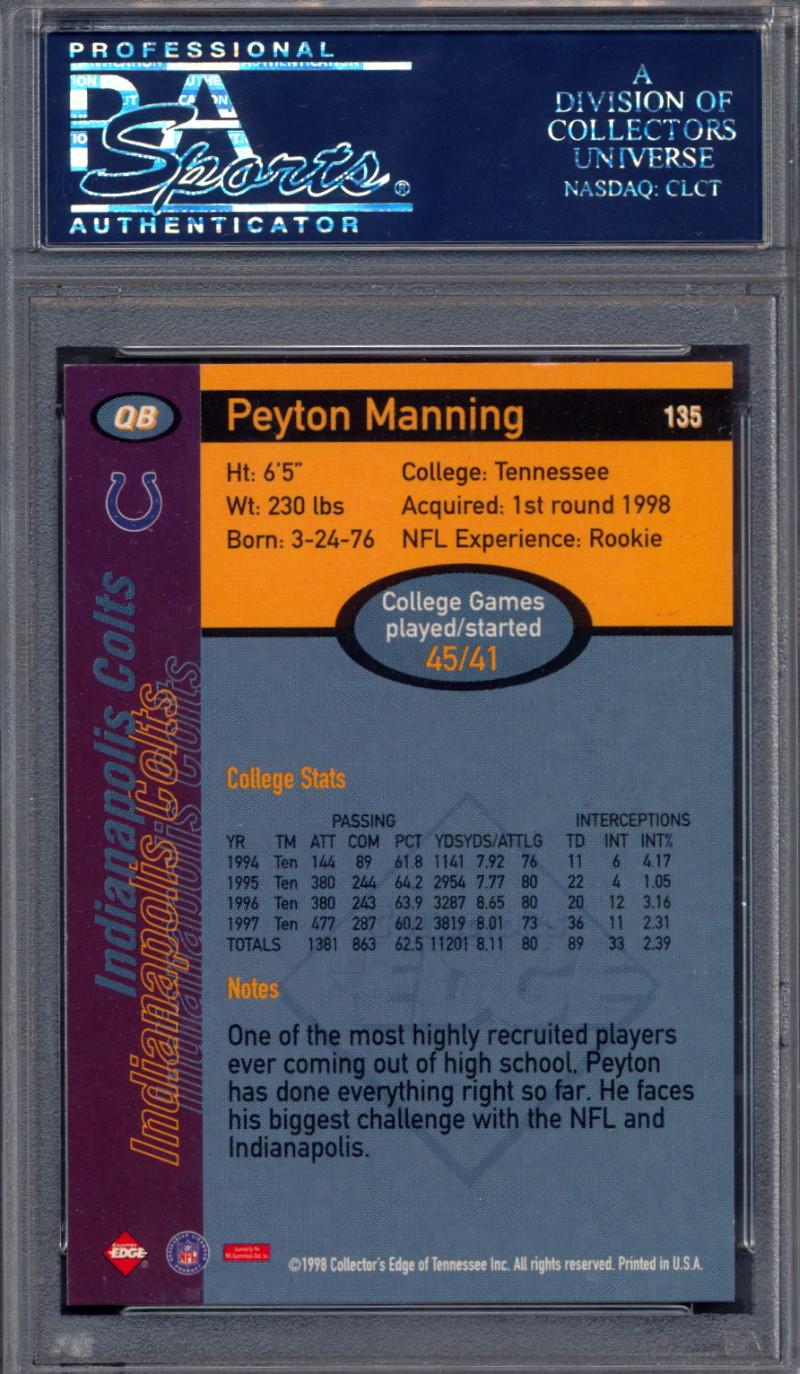 PROFESSIONAL
PSA
Sports®
AUTHENTICATOR
A
DIVISION OF
COLLECTORS
UNIVERSE
NASDAQ: CLCT
QB
Peyton Manning 135
Ht: 6'5" College: Tennessee
Wt: 230 lbs Acquired: 1st round 1998
Born: 3-24-76 NFL Experience: Rookie
College Games
played/started
45/41
Indianapolis Colts
Indianapolis Colts
Indianapolis Colts
College Stats
PASSING INTERCEPTIONS
YR TM ATT COM PCT YDSYDS/ATTLG TD INT INT%
1994 Ten 144 89 61.8 1141 7.92 76 11 6 4.17
1995 Ten 380 244 64.2 2954 7.77 80 22 4 1.05
1996 Ten 380 243 63.9 3287 8.65 80 20 12 3.16
1997 Ten 477 287 60.2 3819 8.01 73 36 11 2.31
TOTALS 1381 863 62.5 11201 8.11 80 89 33 2.39
Notes
One of the most highly recruited players
ever coming out of high school, Peyton
has done everything right so far. He faces
his biggest challenge with the NFL and
Indianapolis.
EDGE
EDGE
NFL
©1998 Collector's Edge of Tennessee Inc. All rights reserved. Printed in U.S.A.